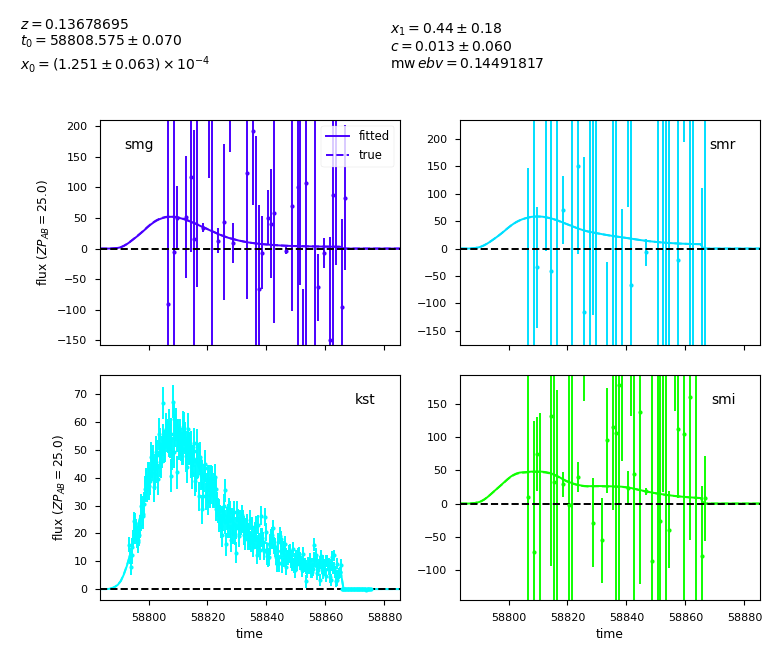 z = 0.13678695
t₀ = 58808.575 ± 0.070
x₀ = (1.251 ± 0.063) × 10⁻⁴
x₁ = 0.44 ± 0.18
c = 0.013 ± 0.060
mw ebv = 0.14491817
smg
fitted
true
200
150
100
50
0
−50
−100
−150
flux (ZP_AB = 25.0)
smr
200
150
100
50
0
−50
−100
−150
kst
70
60
50
40
30
20
10
0
flux (ZP_AB = 25.0)
58800 58820 58840 58860 58880
time
smi
150
100
50
0
−50
−100
58800 58820 58840 58860 58880
time